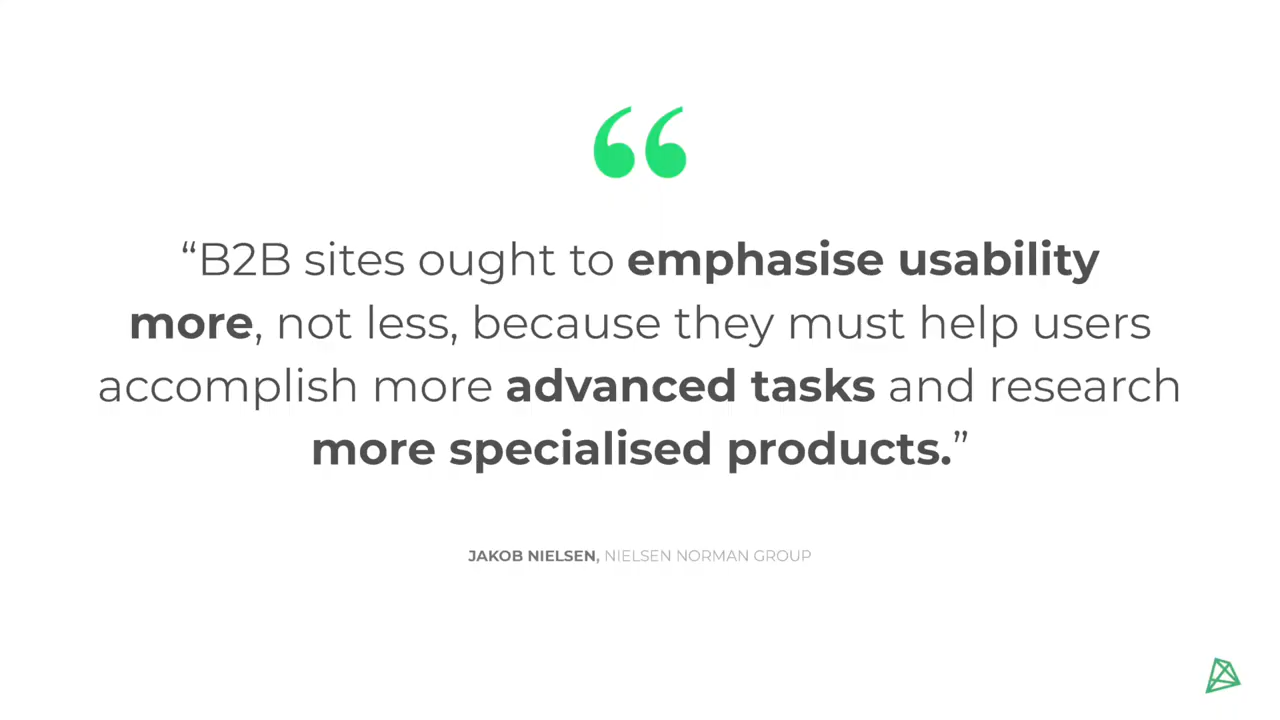 “B2B sites ought to emphasise usability
more, not less, because they must help users
accomplish more advanced tasks and research
more specialised products.”
JAKOB NIELSEN, NIELSEN NORMAN GROUP